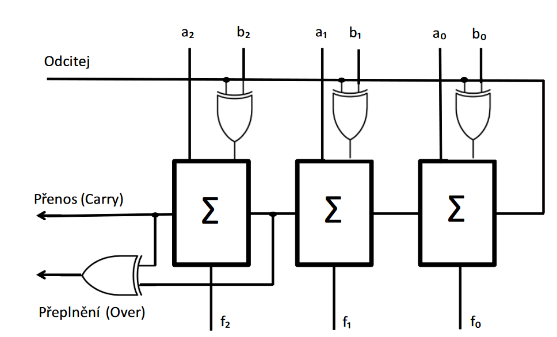 a₂ b₂ a₁ b₁ a₀ b₀
Odcitej
Přenos (Carry)
Σ Σ Σ
Přeplnění (Over)
f₂ f₁ f₀